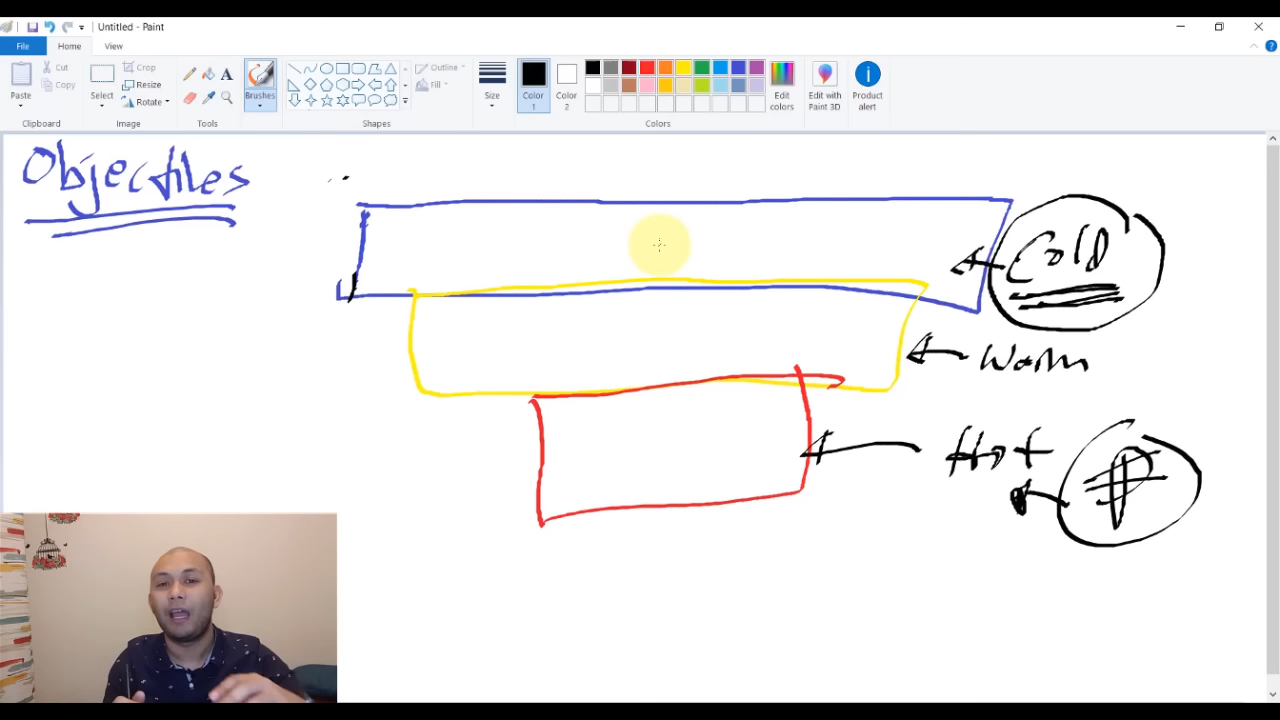 Untitled - Paint
File Home View
Paste
Cut
Copy
Clipboard
Select
Crop
Resize
Rotate
Image
A
Tools
Brushes
Shapes
Outline
Fill
Size
Color 1
Color 2
Colors
Edit colors
Edit with Paint 3D
Product alert
Objectiles
Cold
Warm
Hot